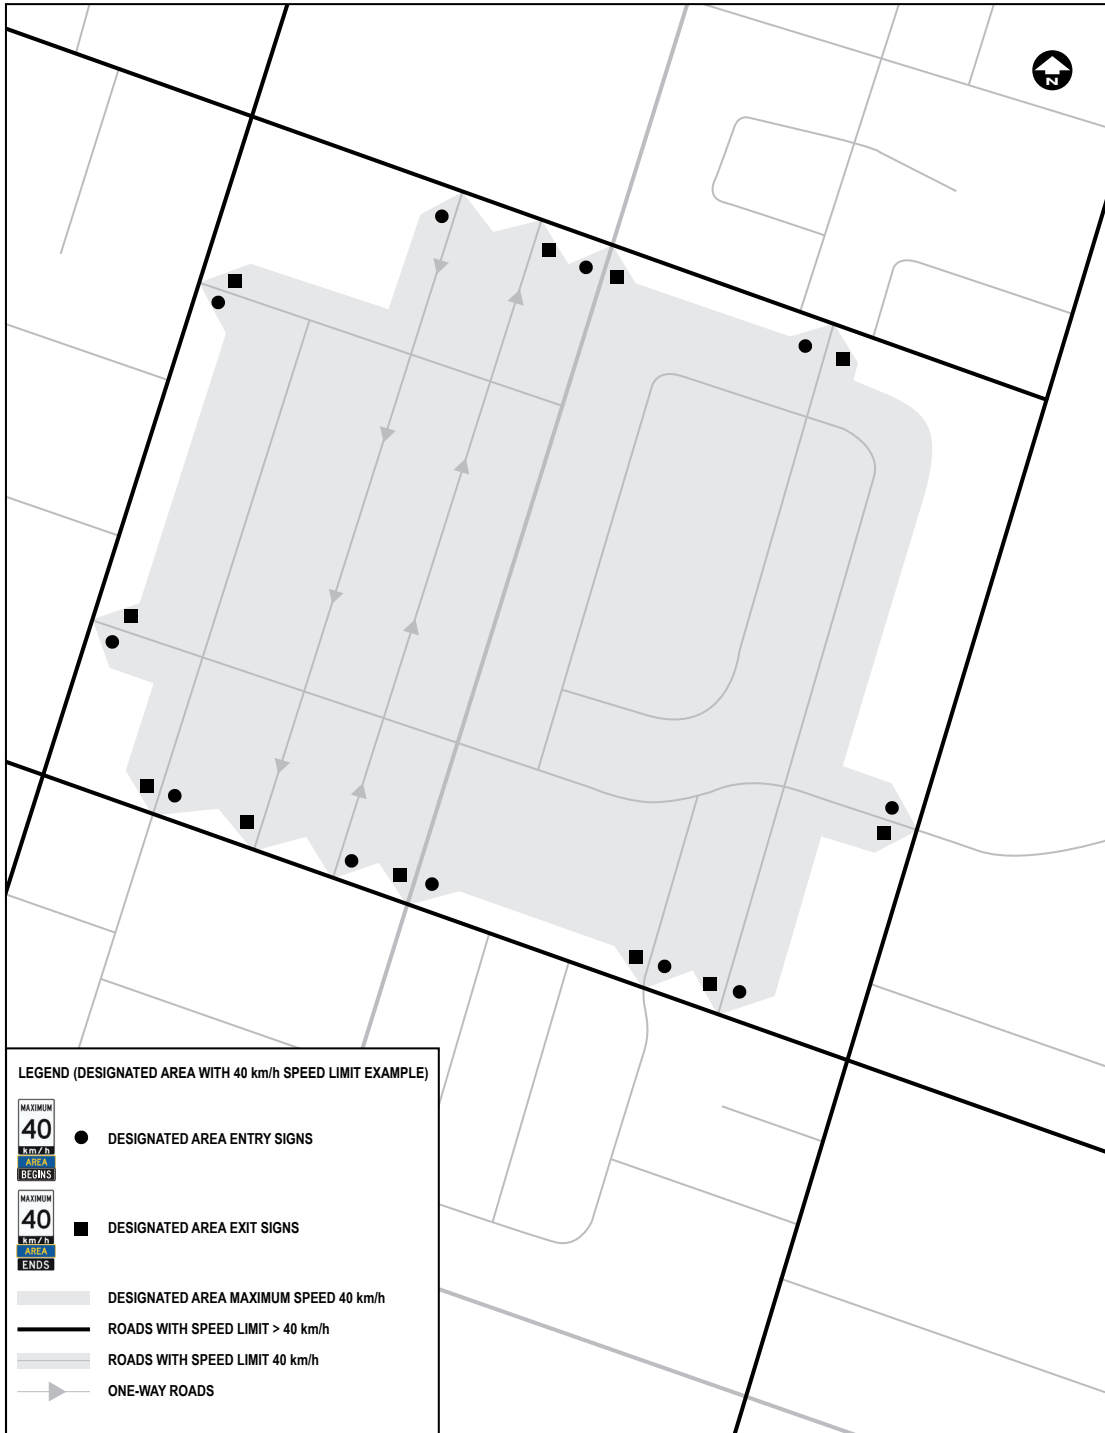 N
LEGEND (DESIGNATED AREA WITH 40 km/h SPEED LIMIT EXAMPLE)
MAXIMUM
40
km/h
AREA
BEGINS
DESIGNATED AREA ENTRY SIGNS
MAXIMUM
40
km/h
AREA
ENDS
DESIGNATED AREA EXIT SIGNS
DESIGNATED AREA MAXIMUM SPEED 40 km/h
ROADS WITH SPEED LIMIT > 40 km/h
ROADS WITH SPEED LIMIT 40 km/h
ONE-WAY ROADS